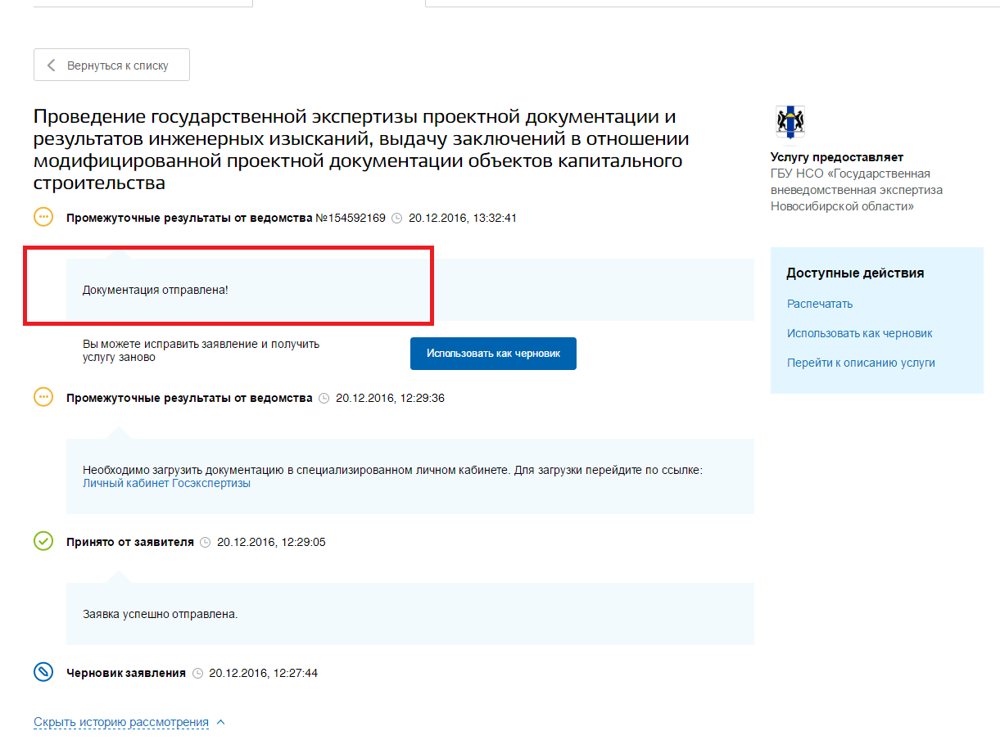 Вернуться к списку
Проведение государственной экспертизы проектной документации и
результатов инженерных изысканий, выдачу заключений в отношении
модифицированной проектной документации объектов капитального
строительства
Промежуточные результаты от ведомства №154592169 20.12.2016, 13:32:41
Документация отправлена!
Вы можете исправить заявление и получить
услугу заново
Использовать как черновик
Промежуточные результаты от ведомства 20.12.2016, 12:29:36
Необходимо загрузить документацию в специализированном личном кабинете. Для загрузки перейдите по ссылке:
Личный кабинет Госэкспертизы
Принято от заявителя 20.12.2016, 12:29:05
Заявка успешно отправлена.
Черновик заявления 20.12.2016, 12:27:44
Скрыть историю рассмотрения
Услугу предоставляет
ГБУ НСО «Государственная
вневедомственная экспертиза
Новосибирской области»
Доступные действия
Распечатать
Использовать как черновик
Перейти к описанию услуги